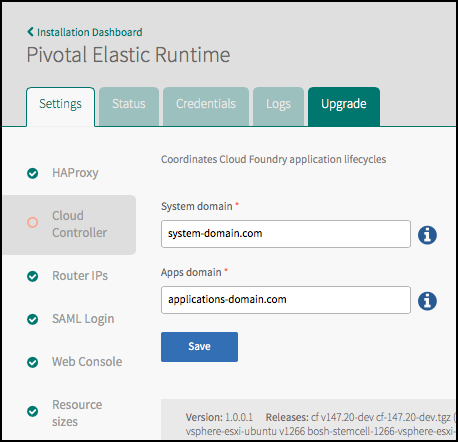 Installation Dashboard
Pivotal Elastic Runtime
Settings Status Credentials Logs Upgrade
Coordinates Cloud Foundry application lifecycles
HAProxy
Cloud
Controller
Router IPs
SAML Login
Web Console
Resource
sizes
System domain *
system-domain.com
Apps domain *
applications-domain.com
Save
Version: 1.0.0.1 Releases: cf v147.20-dev cf-147.20-dev.tgz (
vsphere-esxi-ubuntu v1266 bosh-stemcell-1266-vsphere-esxi-